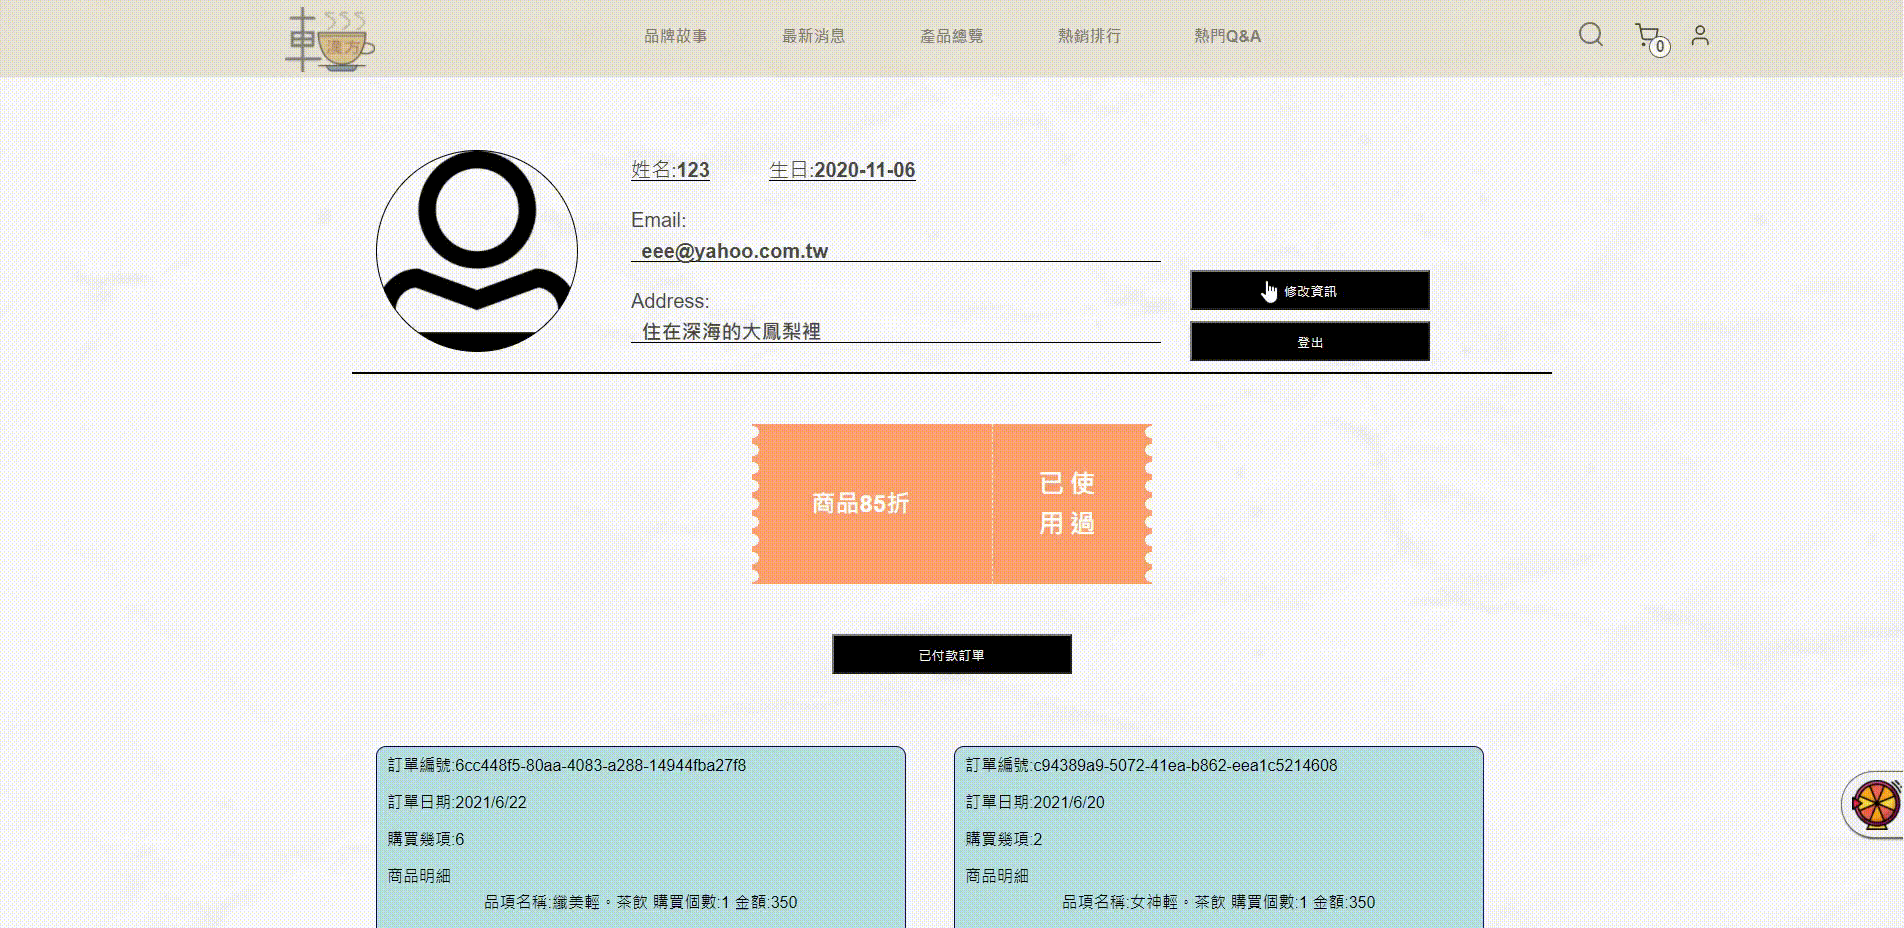 車 漢方
品牌故事 最新消息 產品總覽 熱銷排行 熱門Q&A
0
姓名:123 生日:2020-11-06
Email:
eee@yahoo.com.tw
Address:
住在深海的大鳳梨裡
修改資訊
登出
商品85折
已使
用過
已付款訂單
訂單編號:6cc448f5-80aa-4083-a288-14944fba27f8
訂單日期:2021/6/22
購買幾項:6
商品明細
品項名稱:纖美輕。茶飲 購買個數:1 金額:350
訂單編號:c94389a9-5072-41ea-b862-eea1c5214608
訂單日期:2021/6/20
購買幾項:2
商品明細
品項名稱:女神輕。茶飲 購買個數:1 金額:350